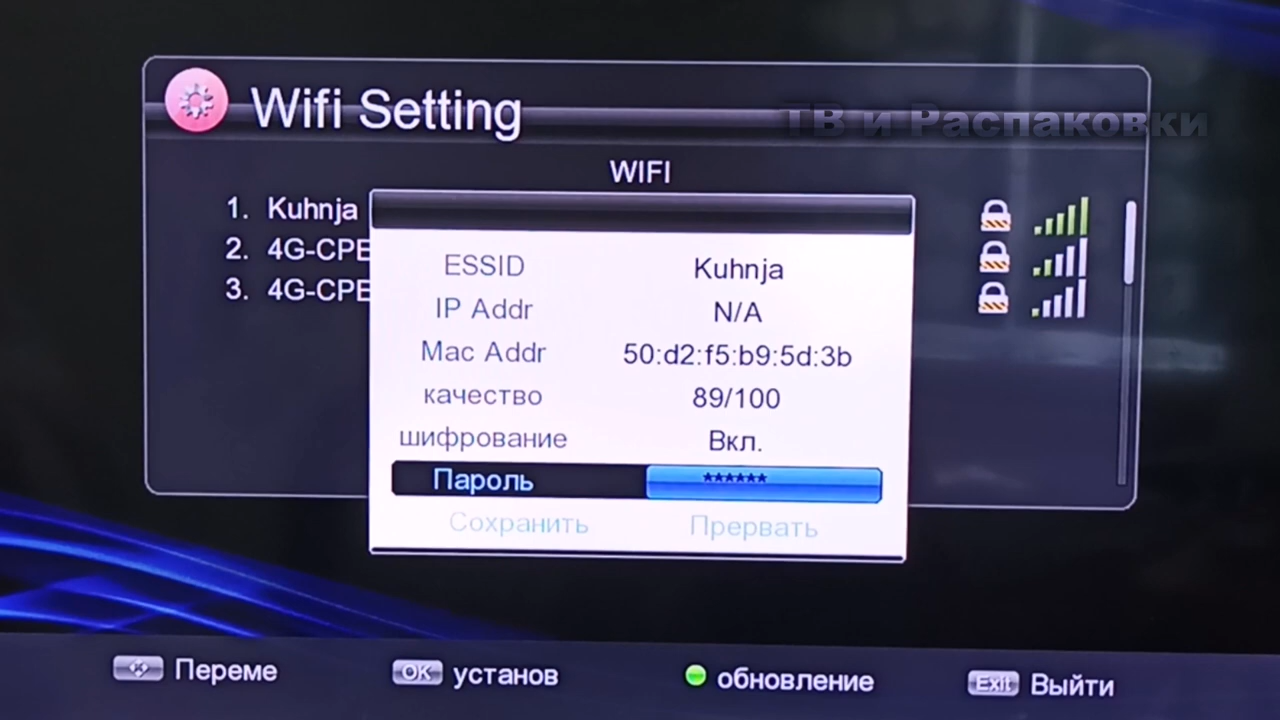 Wifi Setting
ТВ и Распаковки
WIFI
1. Kuhnja
2. 4G-CPE
3. 4G-CPE
ESSID Kuhnja
IP Addr N/A
Mac Addr 50:d2:f5:b9:5d:3b
качество 89/100
шифрование Вкл.
Пароль ******
Сохранить Прервать
Переме OK установ обновление Exit Выйти